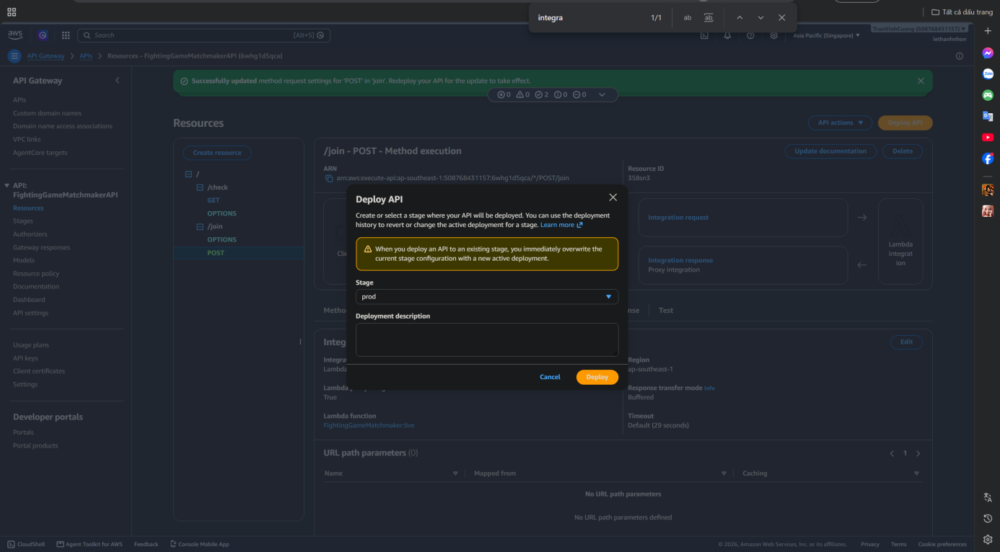 integra
1/1
ab
ab
Tất cả dấu trang
aws
Search
[Alt+S]
Asia Pacific (Singapore) ▼
TranVinhCuong (508768431157) ▼
lethanhnhon
API Gateway > APIs > Resources - FightingGameMatchmakerAPI (6whg1d5qca)
API Gateway
APIs
Custom domain names
Domain name access associations
VPC links
AgentCore targets
API:
FightingGameMatchmakerAPI
Resources
Stages
Authorizers
Gateway responses
Models
Resource policy
Documentation
Dashboard
API settings
Usage plans
API keys
Client certificates
Settings
Developer portals
Portals
Portal products
Successfully updated method request settings for 'POST' in 'join'. Redeploy your API for the update to take effect.
0 0 2 0 0
Resources
API actions ▼
Deploy API
Create resource
/
/check
GET
OPTIONS
/join
OPTIONS
POST
/join - POST - Method execution
Update documentation
Delete
ARN
arn:aws:execute-api:ap-southeast-1:508768431157:6whg1d5qca/*/POST/join
Resource ID
358sn3
Clie
Integration request
Integration response
Proxy integration
Lambda
integrat
ion
Metho
nse
Test
Deploy API
Create or select a stage where your API will be deployed. You can use the deployment
history to revert or change the active deployment for a stage. Learn more
When you deploy an API to an existing stage, you immediately overwrite the
current stage configuration with a new active deployment.
Stage
prod
Deployment description
Cancel
Deploy
Integ
Edit
Integra
Lambda
Region
ap-southeast-1
Lambda
True
Response transfer mode Info
Buffered
Lambda function
FightingGameMatchmaker:live
Timeout
Default (29 seconds)
URL path parameters (0)
1
Name
Mapped from
Caching
No URL path parameters
No URL path parameters defined
CloudShell
Agent Toolkit for AWS
Feedback
Console Mobile App
© 2026, Amazon Web Services, Inc. or its affiliates.
Privacy
Terms
Cookie preferences
Zalo